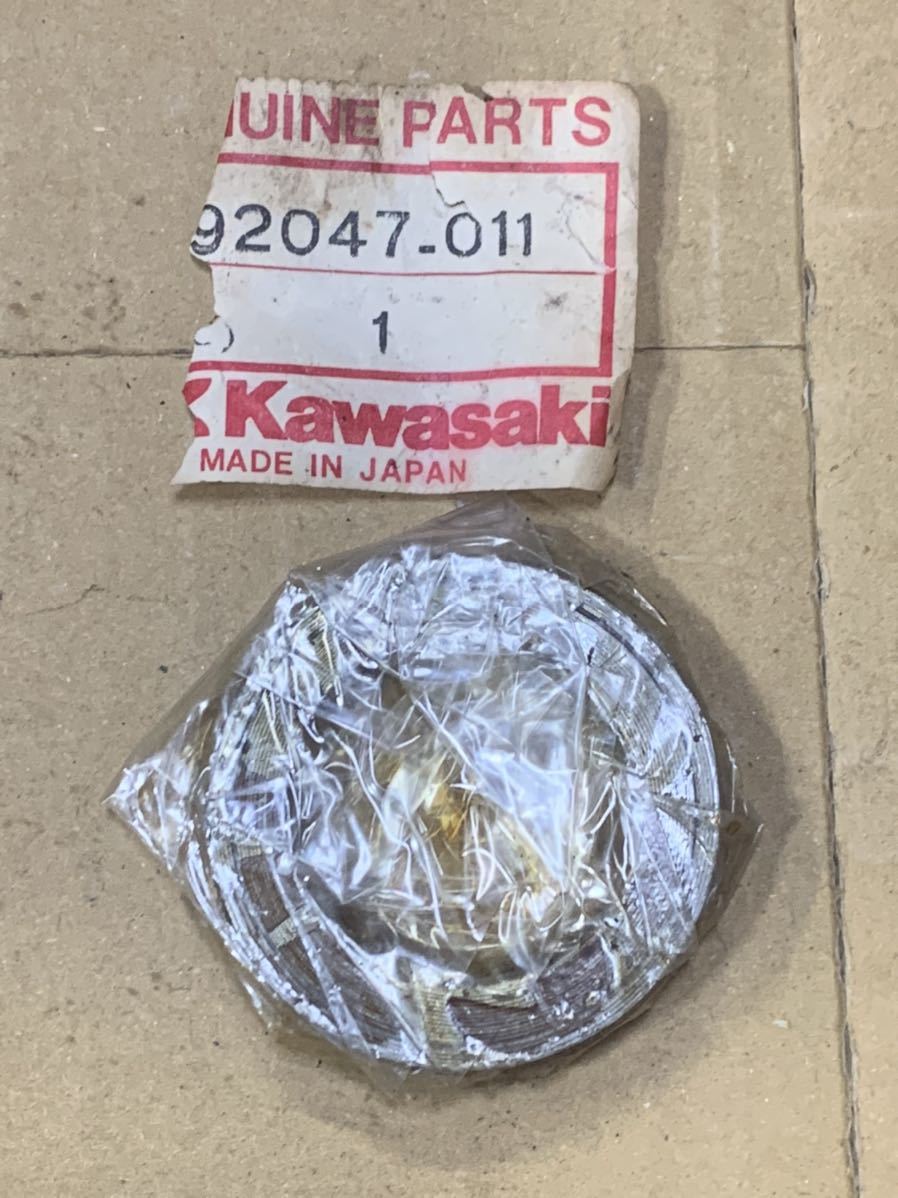 UINE PARTS
92047-011
1
Kawasaki
MADE IN JAPAN